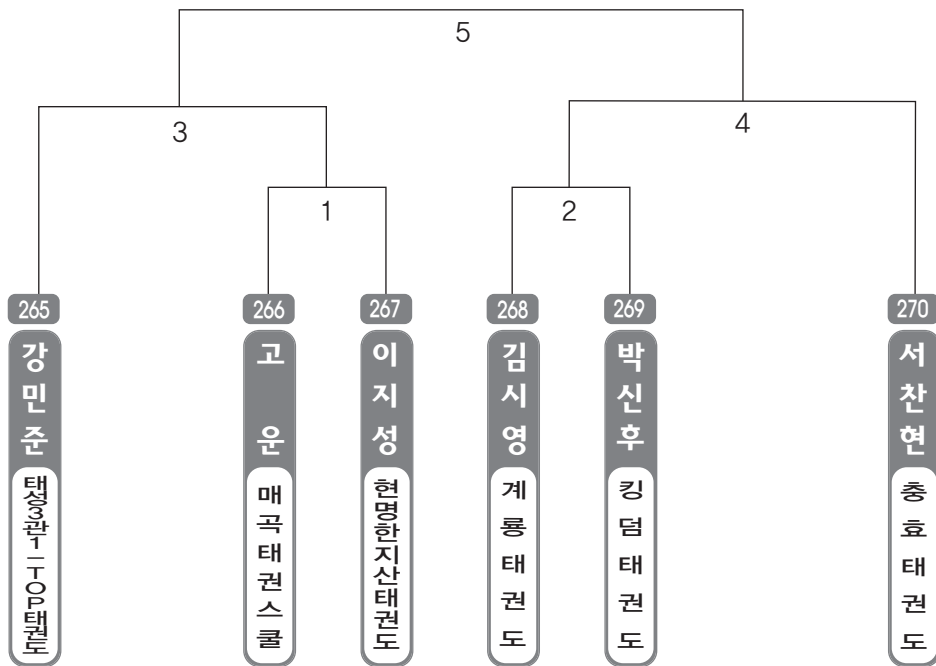 5
3
4
1
2
265
266
267
268
269
270
강민준
고운
이지성
김시영
박신후
서찬현
태성3관1-TOP태권도
매곡태권스쿨
현명한지산태권도
계룡태권도
킹덤태권도
충효태권도